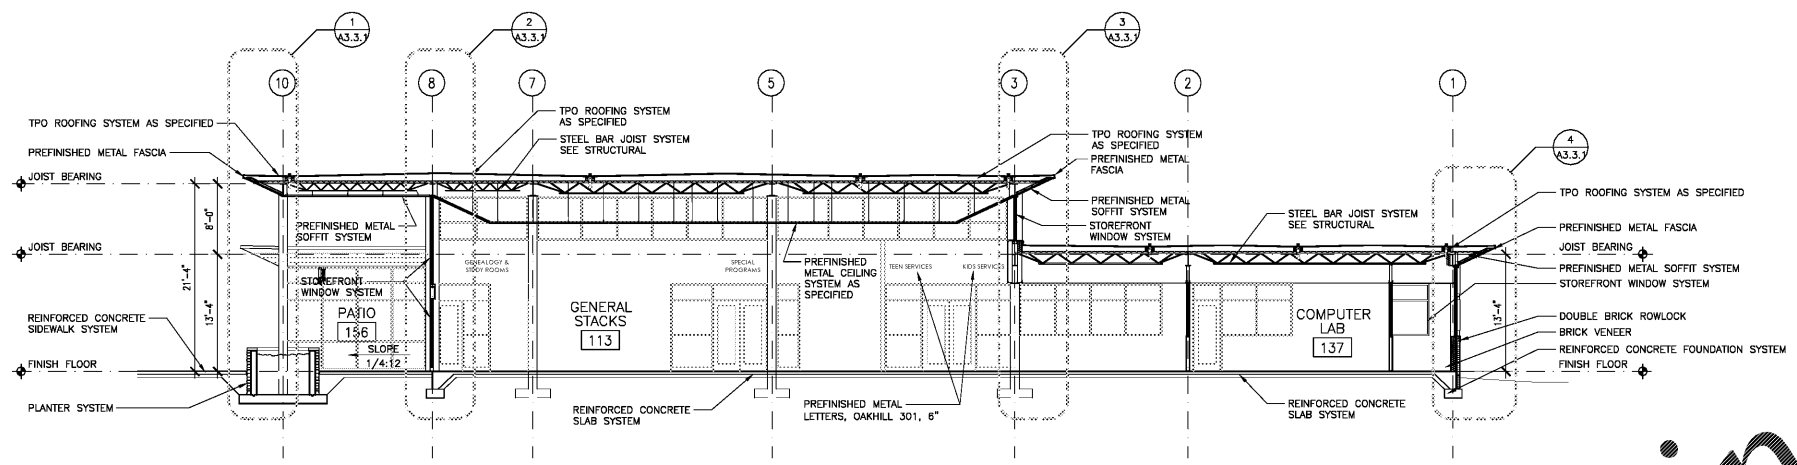 1
A3.3.1
2
A3.3.1
3
A3.3.1
10
8
7
5
3
2
1
4
A3.3.1
TPO ROOFING SYSTEM AS SPECIFIED
PREFINISHED METAL FASCIA
JOIST BEARING
TPO ROOFING SYSTEM
AS SPECIFIED
STEEL BAR JOIST SYSTEM
SEE STRUCTURAL
TPO ROOFING SYSTEM
AS SPECIFIED
PREFINISHED METAL
FASCIA
PREFINISHED METAL
SOFFIT SYSTEM
STOREFRONT
WINDOW SYSTEM
STEEL BAR JOIST SYSTEM
SEE STRUCTURAL
TPO ROOFING SYSTEM AS SPECIFIED
PREFINISHED METAL FASCIA
JOIST BEARING
PREFINISHED METAL SOFFIT SYSTEM
STOREFRONT WINDOW SYSTEM
DOUBLE BRICK ROWLOCK
BRICK VENEER
REINFORCED CONCRETE FOUNDATION SYSTEM
FINISH FLOOR
8'-0"
21'-4"
13'-4"
JOIST BEARING
PREFINISHED METAL
SOFFIT SYSTEM
STOREFRONT
WINDOW SYSTEM
PATIO
156
SLOPE
1/4:12
REINFORCED CONCRETE
SIDEWALK SYSTEM
FINISH FLOOR
PLANTER SYSTEM
GENEALOGY &
STUDY ROOMS
SPECIAL
PROGRAMS
PREFINISHED
METAL CEILING
SYSTEM AS
SPECIFIED
TEEN SERVICES
KIDS SERVICES
GENERAL
STACKS
113
COMPUTER
LAB
137
13'-4"
REINFORCED CONCRETE
SLAB SYSTEM
PREFINISHED METAL
LETTERS, OAKHILL 301, 6"
REINFORCED CONCRETE
SLAB SYSTEM